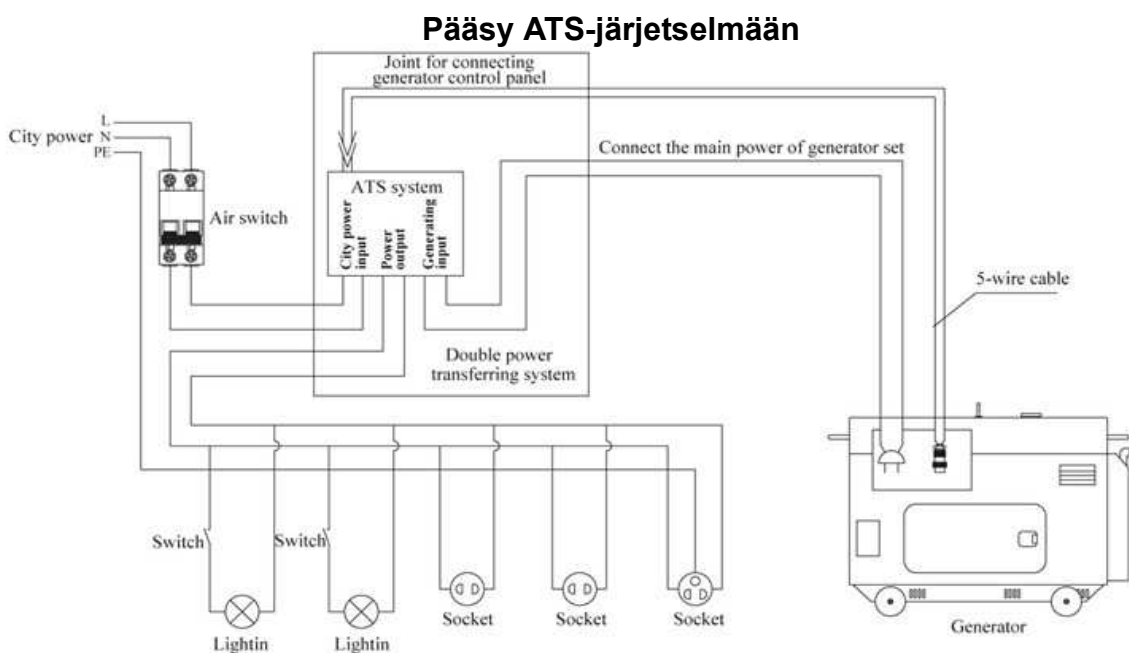 Pääsy ATS-järjetselmään
Joint for connecting
generator control panel
L
City power N
PE
Connect the main power of generator set
ATS system
Air switch
City power
input
Power
output
Generating
input
5-wire cable
Double power
transferring system
Switch
Switch
Lightin
Lightin
Socket
Socket
Socket
Generator